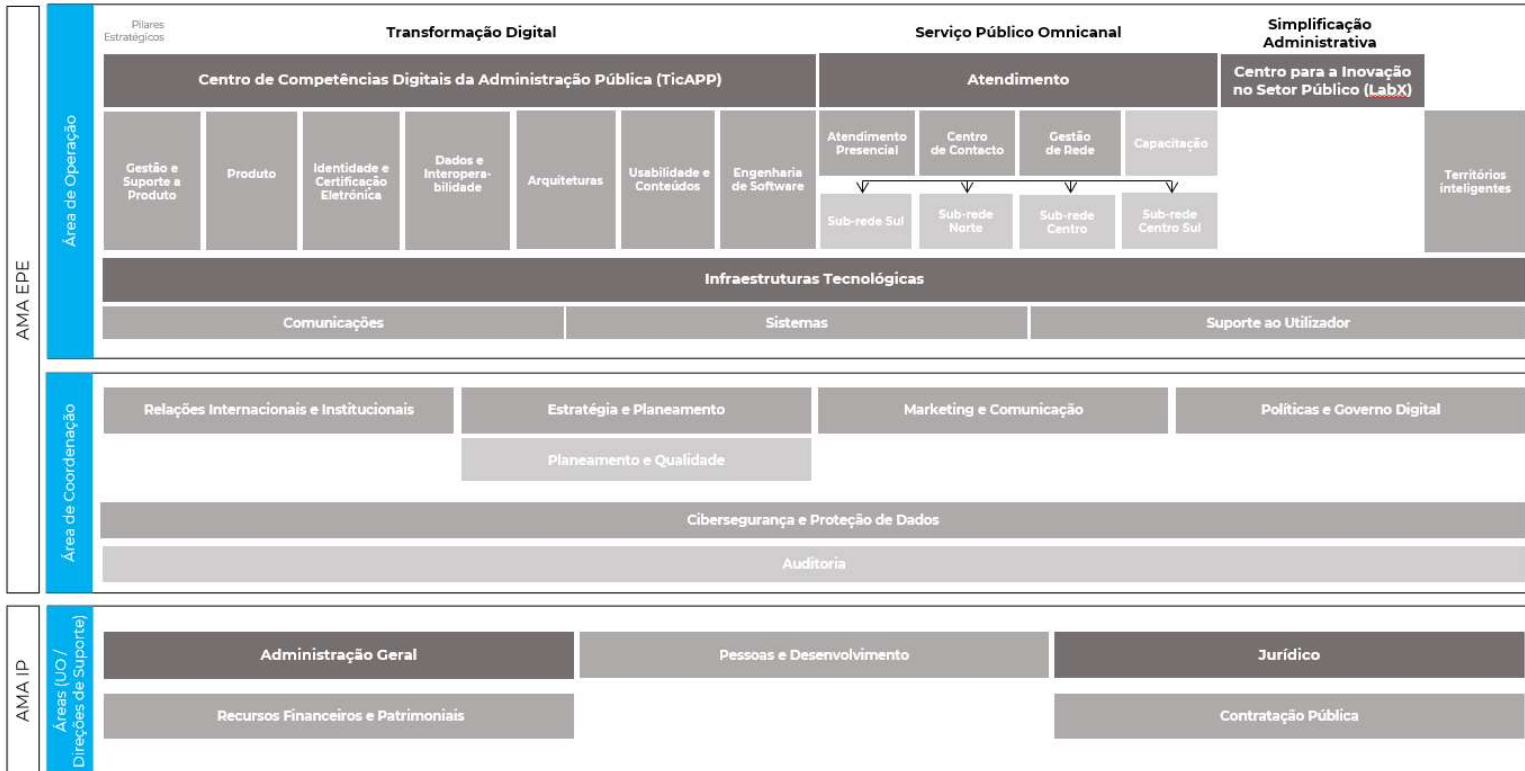 Pilares
Estratégicos
Transformação Digital
Serviço Público Omnicanal
Simplificação
Administrativa
Centro de Competências Digitais da Administração Pública (TicAPP)
Atendimento
Centro para a Inovação
no Setor Público (LabX)
Gestão e
Suporte a
Produto
Produto
Identidade e
Certificação
Eletrónica
Dados e
Interopera-
bilidade
Arquiteturas
Usabilidade e
Conteúdos
Engenharia
de Software
Atendimento
Presencial
Centro
de Contacto
Gestão
de Rede
Capacitação
Sub-rede Sul
Sub-rede
Norte
Sub-rede
Centro
Sub-rede
Centro Sul
Territórios
inteligentes
Infraestruturas Tecnológicas
Comunicações
Sistemas
Suporte ao Utilizador
Área de Operação
AMA EPE
Relações Internacionais e Institucionais
Estratégia e Planeamento
Marketing e Comunicação
Políticas e Governo Digital
Planeamento e Qualidade
Cibersegurança e Proteção de Dados
Auditoria
Área de Coordenação
AMA IP
Áreas (UO /
Direções de Suporte)
Administração Geral
Pessoas e Desenvolvimento
Jurídico
Recursos Financeiros e Patrimoniais
Contratação Pública